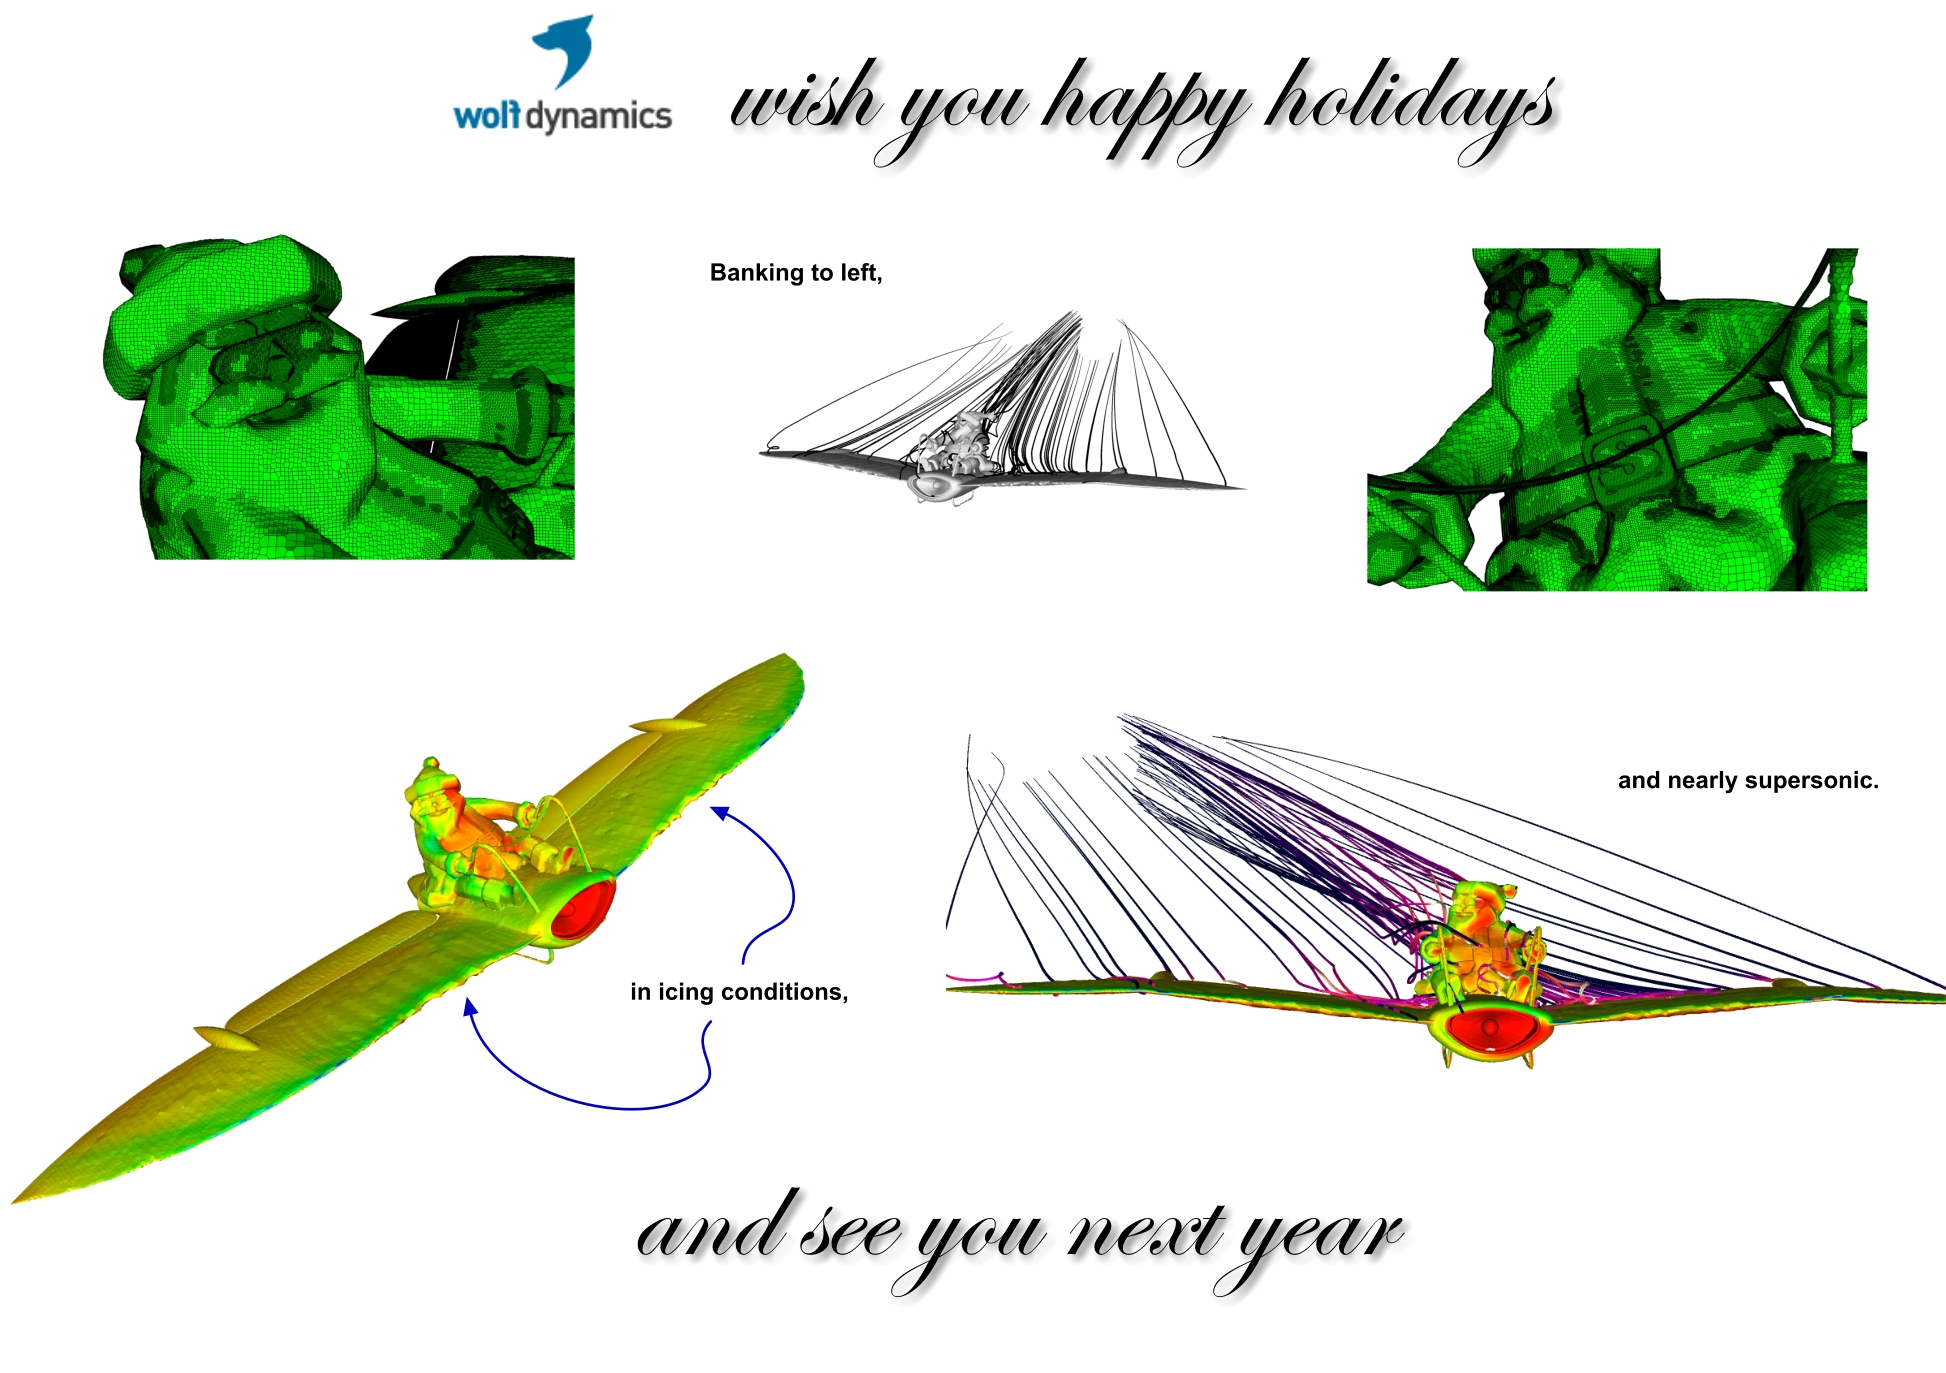 wolf dynamics
wish you happy holidays
Banking to left,
and nearly supersonic.
in icing conditions,
and see you next year